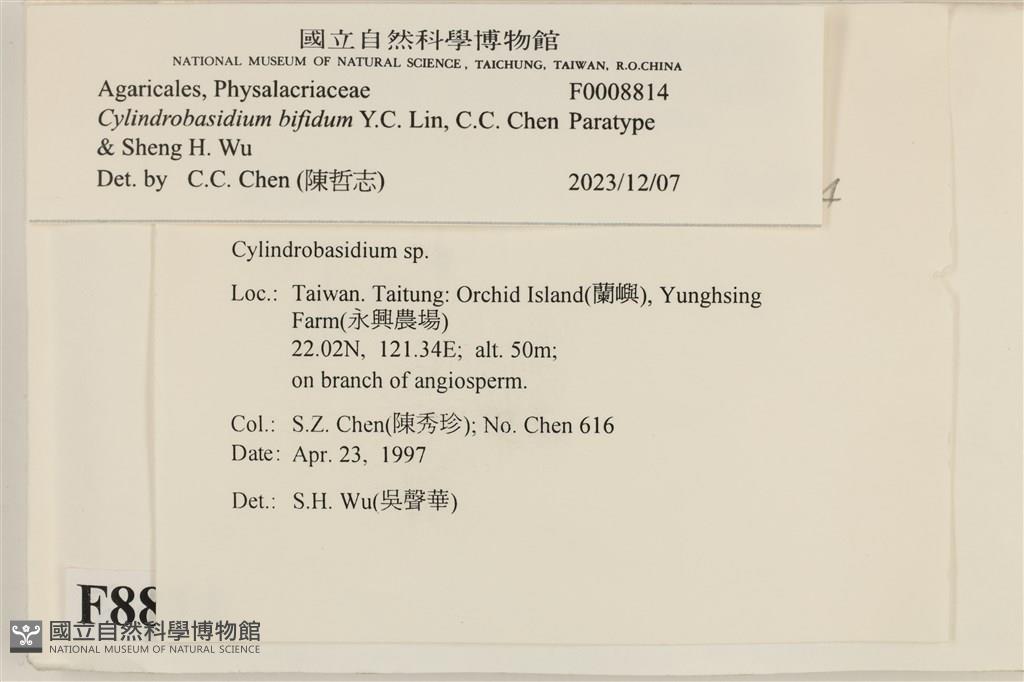 國立自然科學博物館
NATIONAL MUSEUM OF NATURAL SCIENCE, TAICHUNG, TAIWAN, R.O.CHINA
Agaricales, Physalacriaceae F0008814
Cylindrobasidium bifidum Y.C. Lin, C.C. Chen Paratype
& Sheng H. Wu
Det. by C.C. Chen (陳哲志) 2023/12/07
Cylindrobasidium sp.
Loc.: Taiwan. Taitung: Orchid Island(蘭嶼), Yunghsing
Farm(永興農場)
22.02N, 121.34E; alt. 50m;
on branch of angiosperm.
Col.: S.Z. Chen(陳秀珍); No. Chen 616
Date: Apr. 23, 1997
Det.: S.H. Wu(吳聲華)
F88
國立自然科學博物館
NATIONAL MUSEUM OF NATURAL SCIENCE